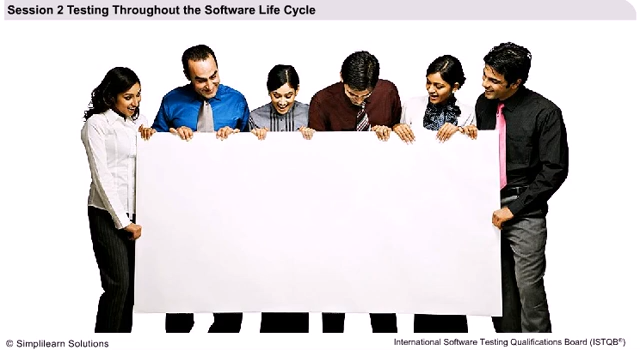 Session 2 Testing Throughout the Software Life Cycle
© Simplilearn Solutions
International Software Testing Qualifications Board (ISTQB®)